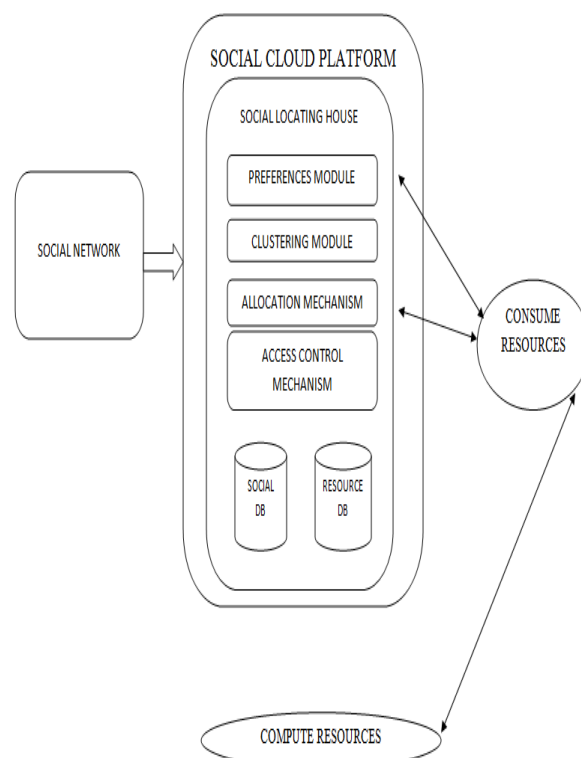 SOCIAL CLOUD PLATFORM
SOCIAL LOCATING HOUSE
PREFERENCES MODULE
SOCIAL NETWORK
CLUSTERING MODULE
ALLOCATION MECHANISM
CONSUME
RESOURCES
ACCESS CONTROL
MECHANISM
SOCIAL
DB
RESOURCE
DB
COMPUTE RESOURCES